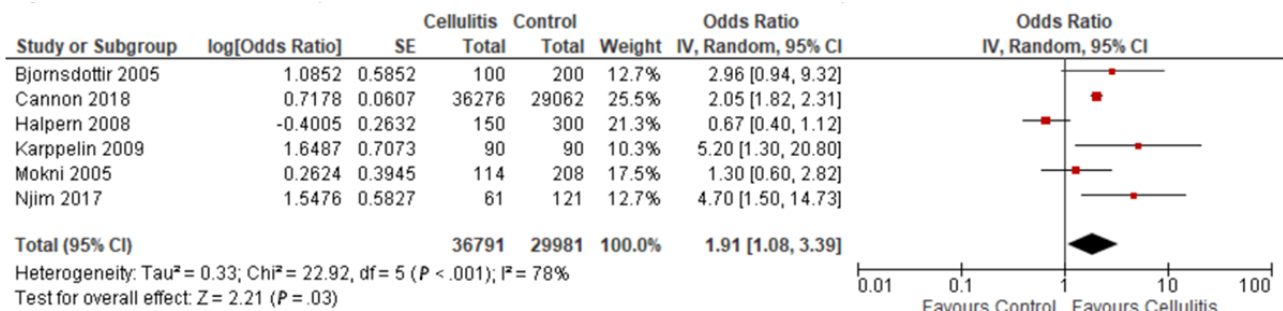 Cellulitis Control Odds Ratio Odds Ratio
Study or Subgroup log[Odds Ratio] SE Total Total Weight IV, Random, 95% CI IV, Random, 95% CI
Bjornsdottir 2005 1.0852 0.5852 100 200 12.7% 2.96 [0.94, 9.32]
Cannon 2018 0.7178 0.0607 36276 29062 25.5% 2.05 [1.82, 2.31]
Halpern 2008 -0.4005 0.2632 150 300 21.3% 0.67 [0.40, 1.12]
Karppelin 2009 1.6487 0.7073 90 90 10.3% 5.20 [1.30, 20.80]
Mokni 2005 0.2624 0.3945 114 208 17.5% 1.30 [0.60, 2.82]
Njim 2017 1.5476 0.5827 61 121 12.7% 4.70 [1.50, 14.73]
Total (95% CI) 36791 29981 100.0% 1.91 [1.08, 3.39]
Heterogeneity: Tau² = 0.33; Chi² = 22.92, df = 5 (P < .001); I² = 78%
Test for overall effect: Z = 2.21 (P = .03)
0.01 0.1 1 10 100
Favours Control Favours Cellulitis